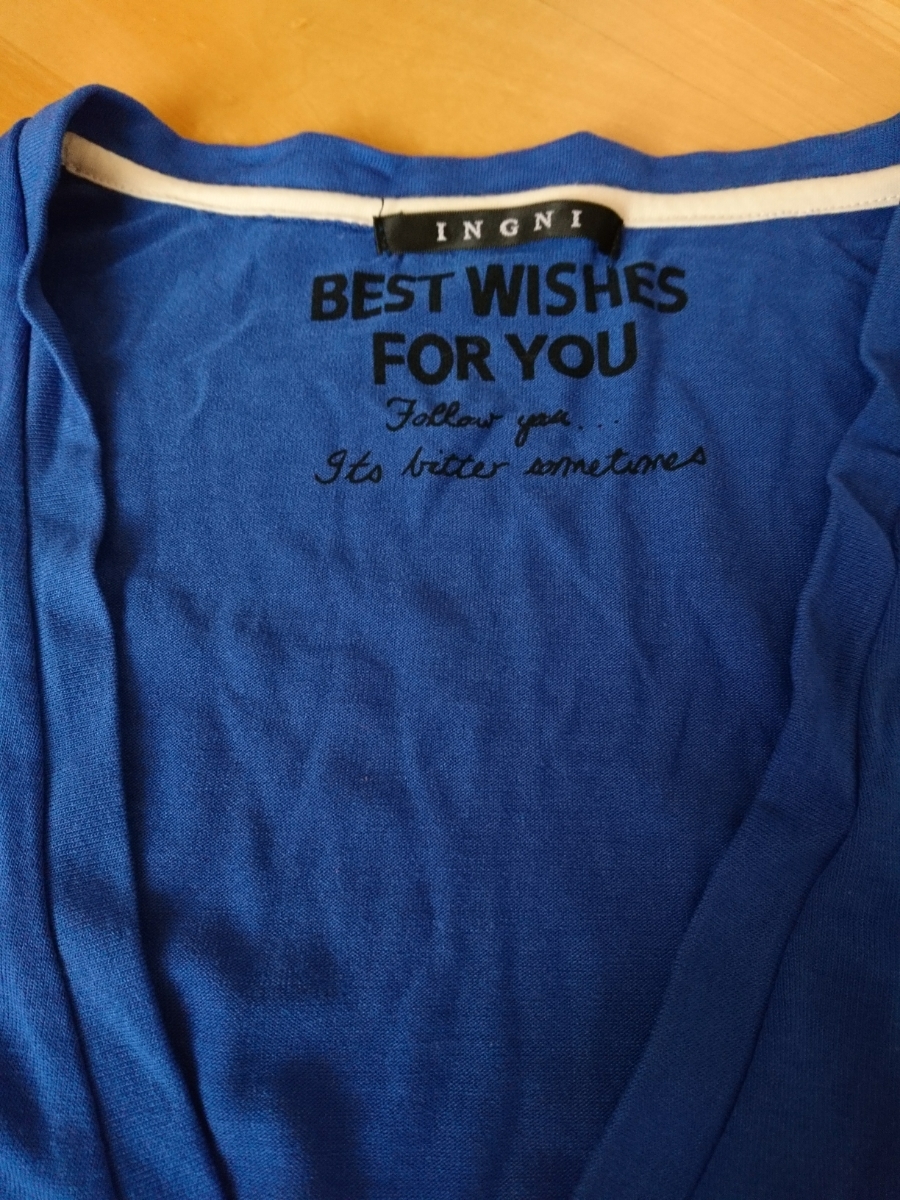 INGNI
BEST WISHES
FOR YOU
Follow you...
Its bitter sometimes